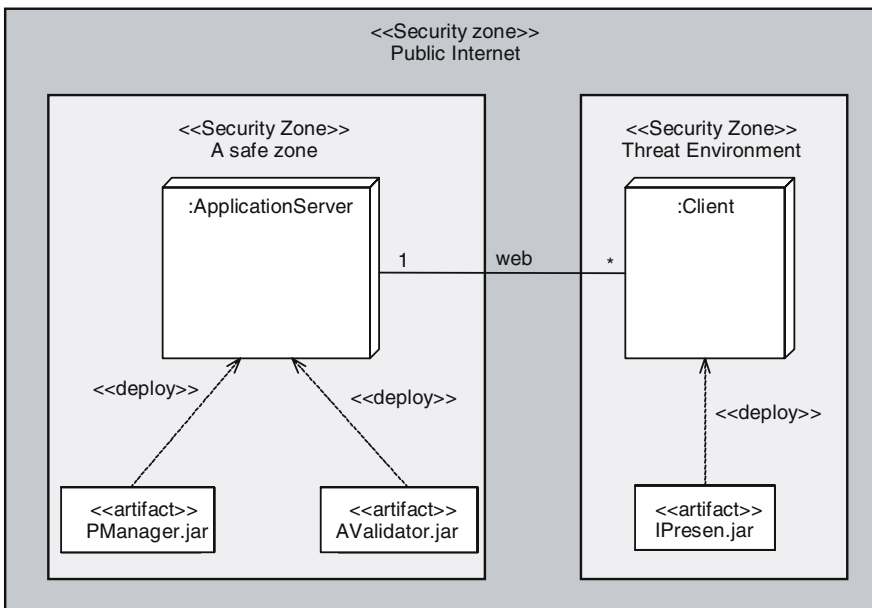 <<Security zone>>
Public Internet
<<Security Zone>>
A safe zone
<<Security Zone>>
Threat Environment
:ApplicationServer
:Client
1
web
*
<<deploy>>
<<deploy>>
<<deploy>>
<<artifact>>
PManager.jar
<<artifact>>
AValidator.jar
<<artifact>>
IPresen.jar